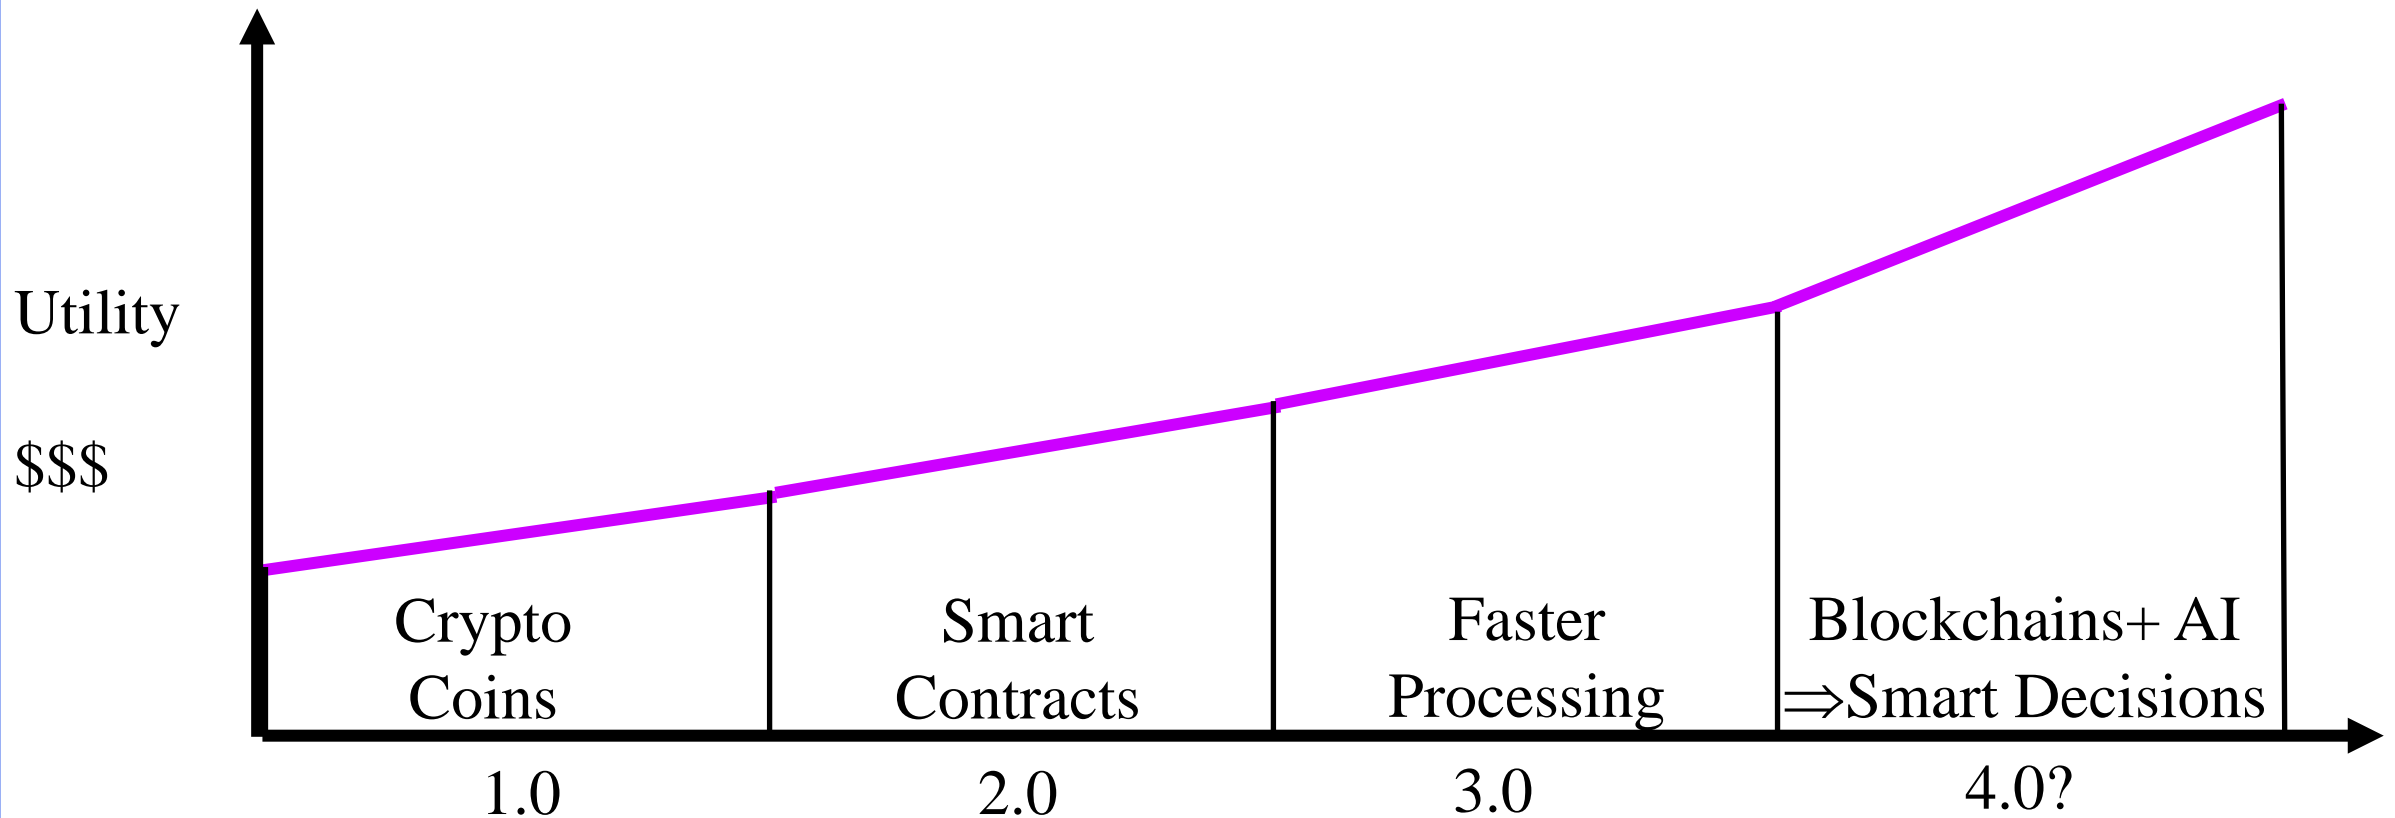 Utility
$$$
Crypto
Coins
Smart
Contracts
Faster
Processing
Blockchains+ AI
⇒Smart Decisions
1.0
2.0
3.0
4.0?